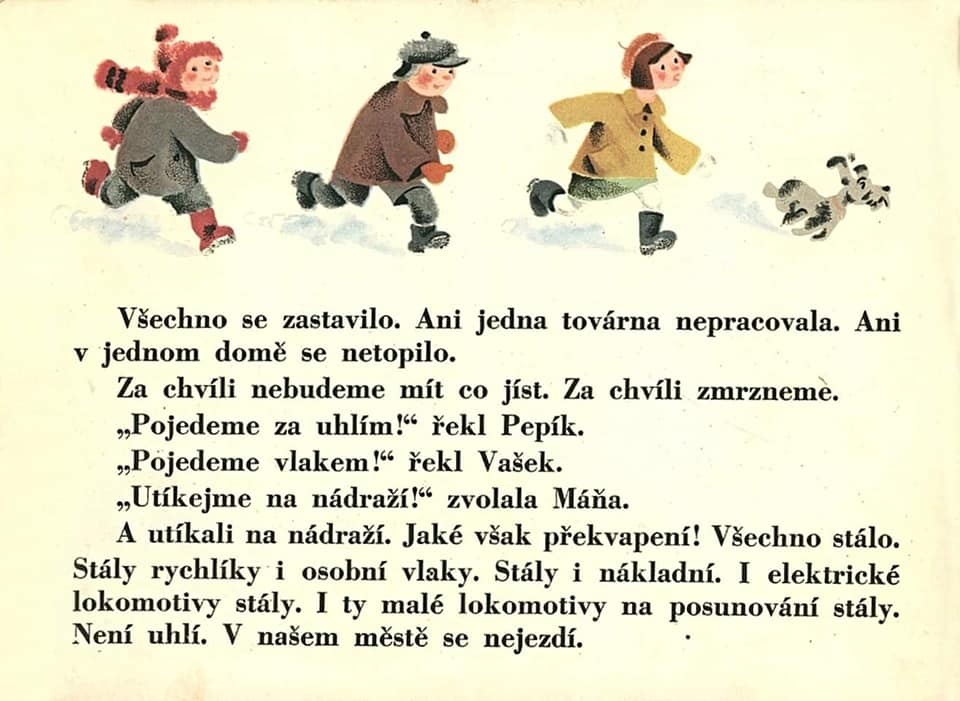 Všechno se zastavilo. Ani jedna továrna nepracovala. Ani
v jednom domě se netopilo.
Za chvíli nebudeme mít co jíst. Za chvíli zmrzneme.
„Pojedeme za uhlím!“ řekl Pepík.
„Pojedeme vlakem!“ řekl Vašek.
„Utíkejme na nádraží!“ zvolala Máňa.
A utíkali na nádraží. Jaké však překvapení! Všechno stálo.
Stály rychlíky i osobní vlaky. Stály i nákladní. I elektrické
lokomotivy stály. I ty malé lokomotivy na posunování stály.
Není uhlí. V našem městě se nejezdí.